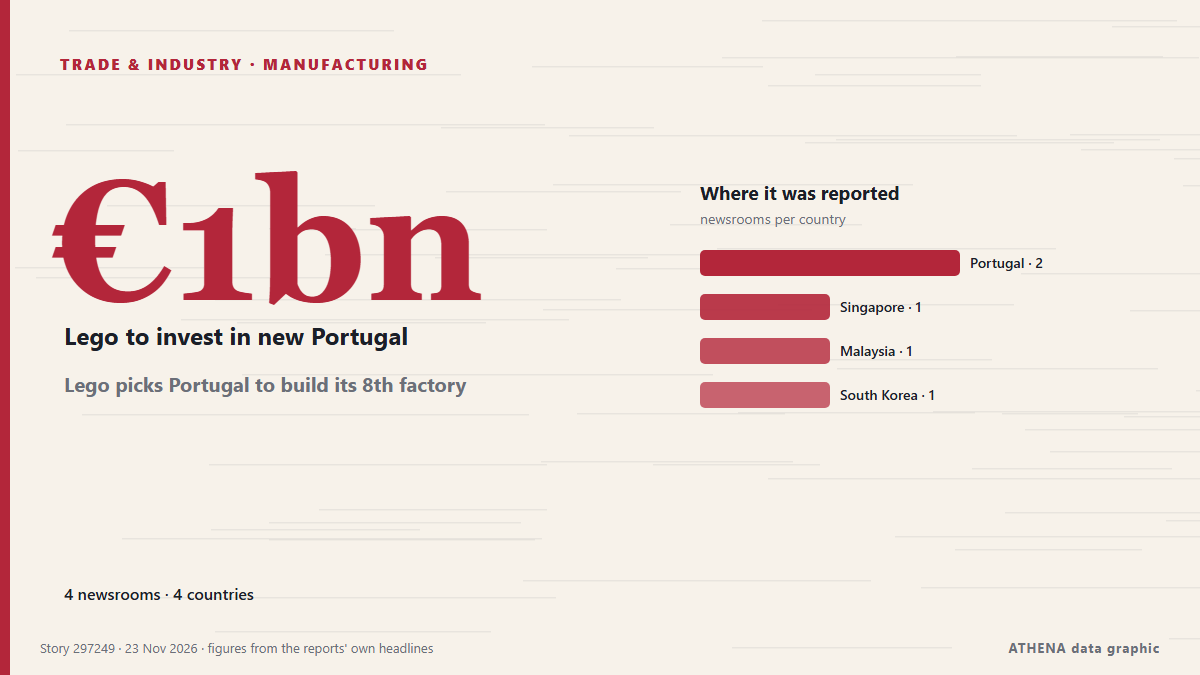 TRADE & INDUSTRY · MANUFACTURING
€1bn
Lego to invest in new Portugal
Lego picks Portugal to build its 8th factory
Where it was reported
newsrooms per country
Portugal · 2
Singapore · 1
Malaysia · 1
South Korea · 1
4 newsrooms · 4 countries
Story 297249 · 23 Nov 2026 · figures from the reports' own headlines
ATHENA data graphic